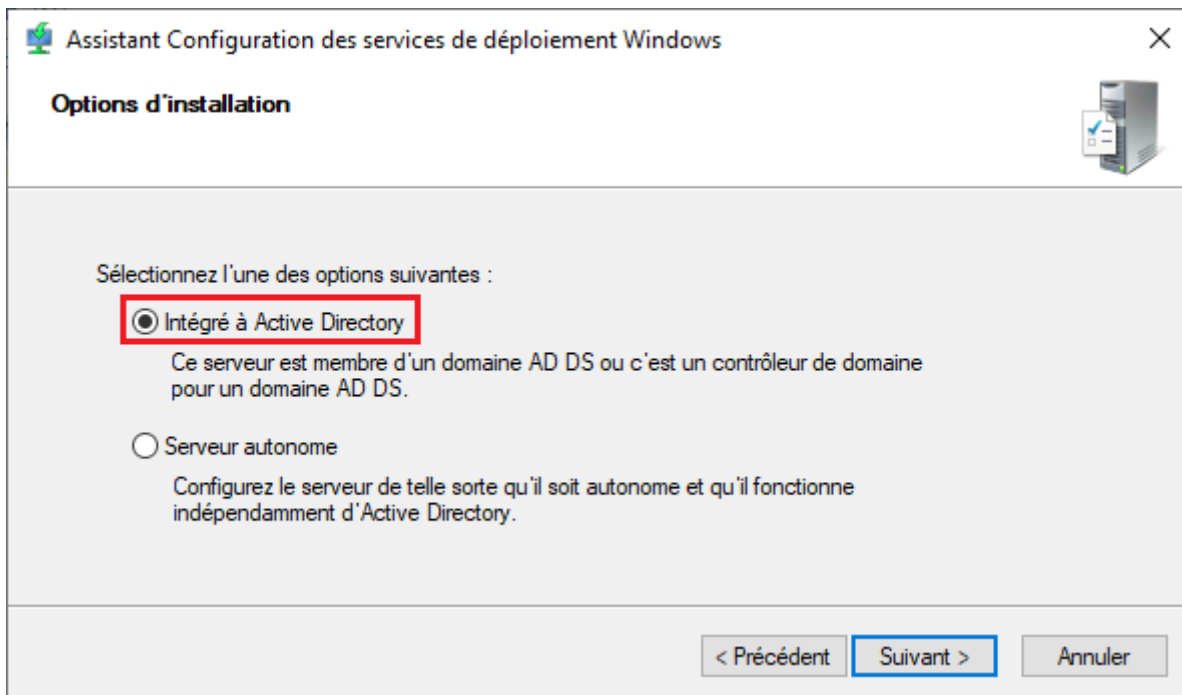 Assistant Configuration des services de déploiement Windows
Options d'installation
Sélectionnez l'une des options suivantes :
Intégré à Active Directory
Ce serveur est membre d'un domaine AD DS ou c'est un contrôleur de domaine
pour un domaine AD DS.
Serveur autonome
Configurez le serveur de telle sorte qu'il soit autonome et qu'il fonctionne
indépendamment d'Active Directory.
< Précédent Suivant > Annuler